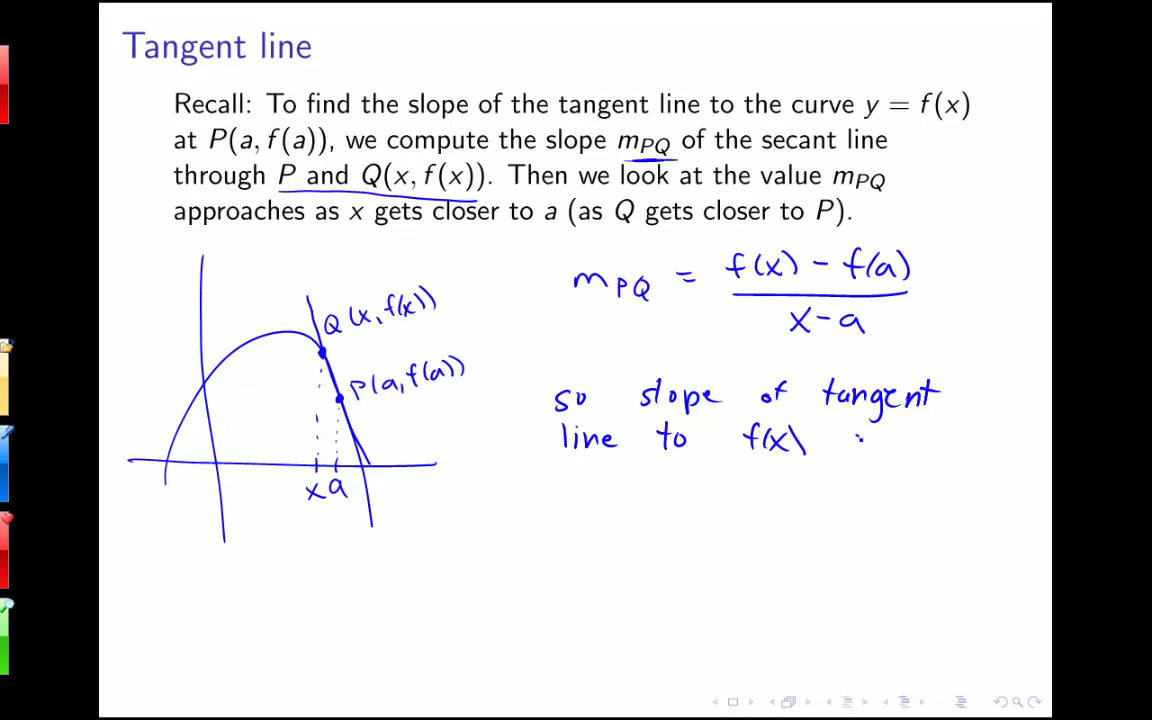 Tangent line
Recall: To find the slope of the tangent line to the curve y = f(x)
at P(a, f(a)), we compute the slope m_PQ of the secant line
through P and Q(x, f(x)). Then we look at the value m_PQ
approaches as x gets closer to a (as Q gets closer to P).
m_PQ = \frac{f(x) - f(a)}{x - a}
Q(x, f(x))
P(a, f(a))
so slope of tangent
line to f(x)
x a